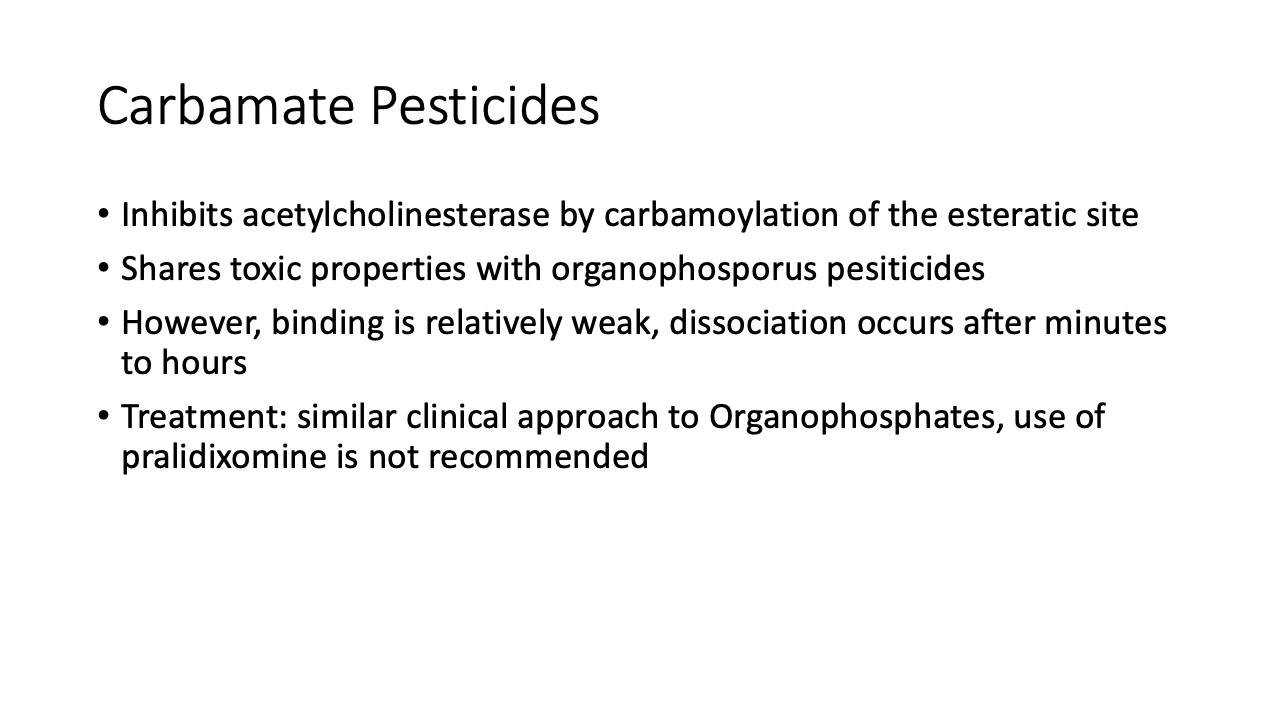 Carbamate Pesticides
• Inhibits acetylcholinesterase by carbamoylation of the esteratic site
• Shares toxic properties with organophosporus pesiticides
• However, binding is relatively weak, dissociation occurs after minutes
to hours
• Treatment: similar clinical approach to Organophosphates, use of
pralidixomine is not recommended